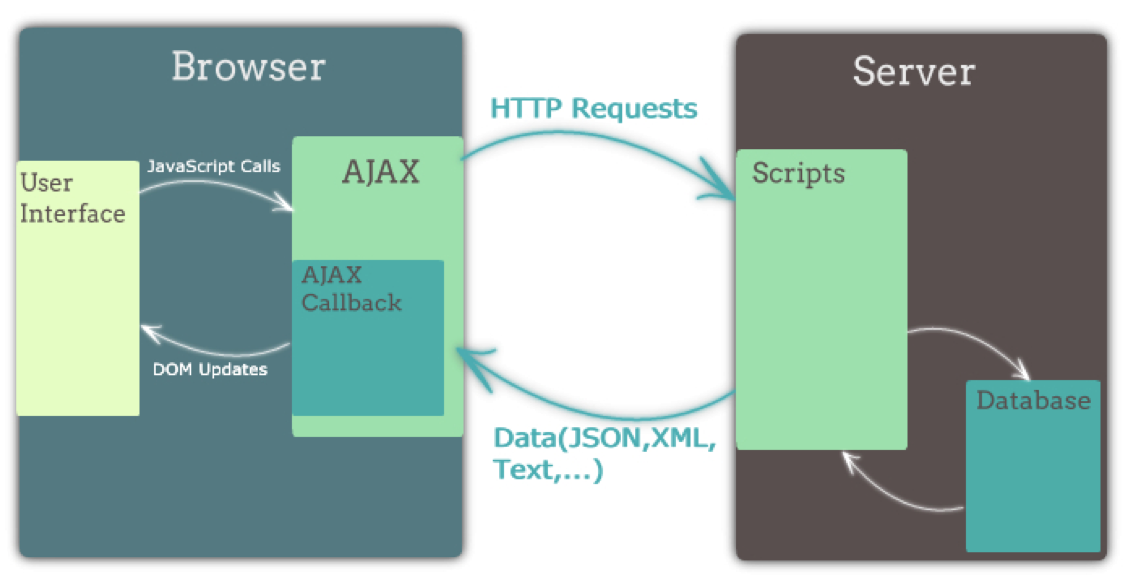 Browser
Server
HTTP Requests
JavaScript Calls
AJAX
User
Interface
Scripts
AJAX
Callback
DOM Updates
Database
Data(JSON,XML,
Text,...)